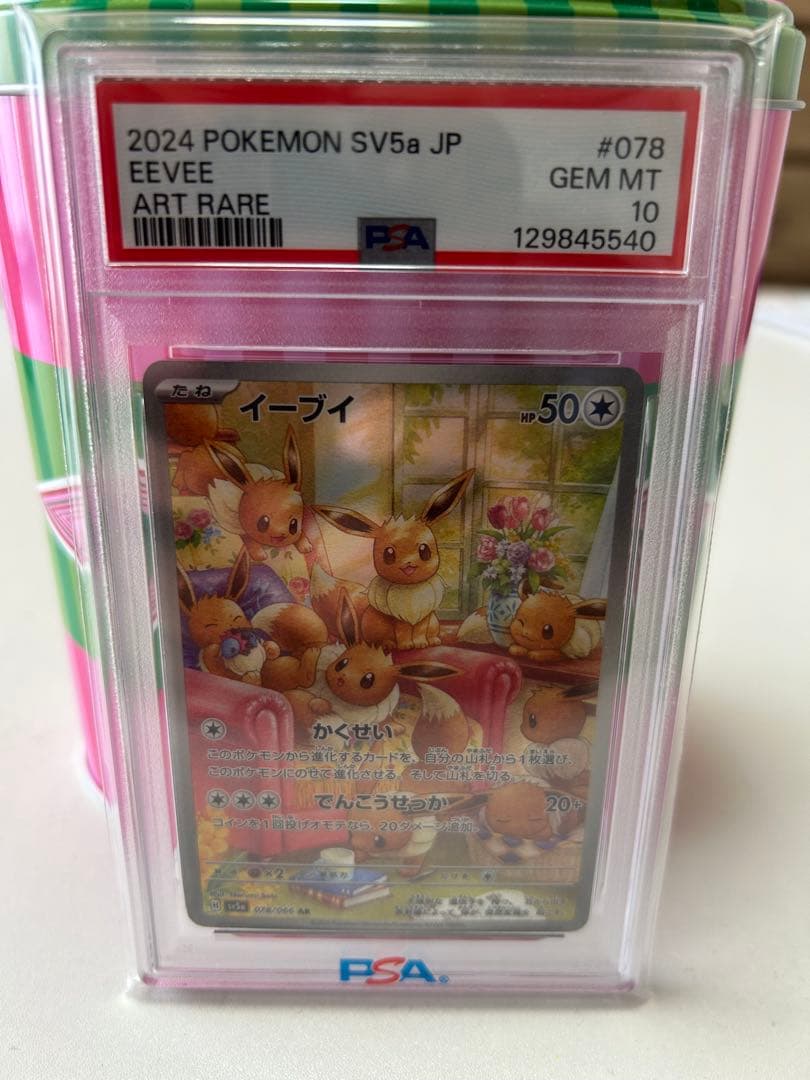 2024 POKEMON SV5a JP #078
EEVEE GEM MT
ART RARE 10
PSA 129845540
たね イーブイ HP50
かくせい
このポケモンから進化するカードを、自分の山札から1枚選び、
このポケモンにのせて進化させる。そして山札を切る。
でんこうせっか 20+
コインを1回投げオモテなら、20ダメージ追加。
×2
sv5a 078/066 AR
PSA